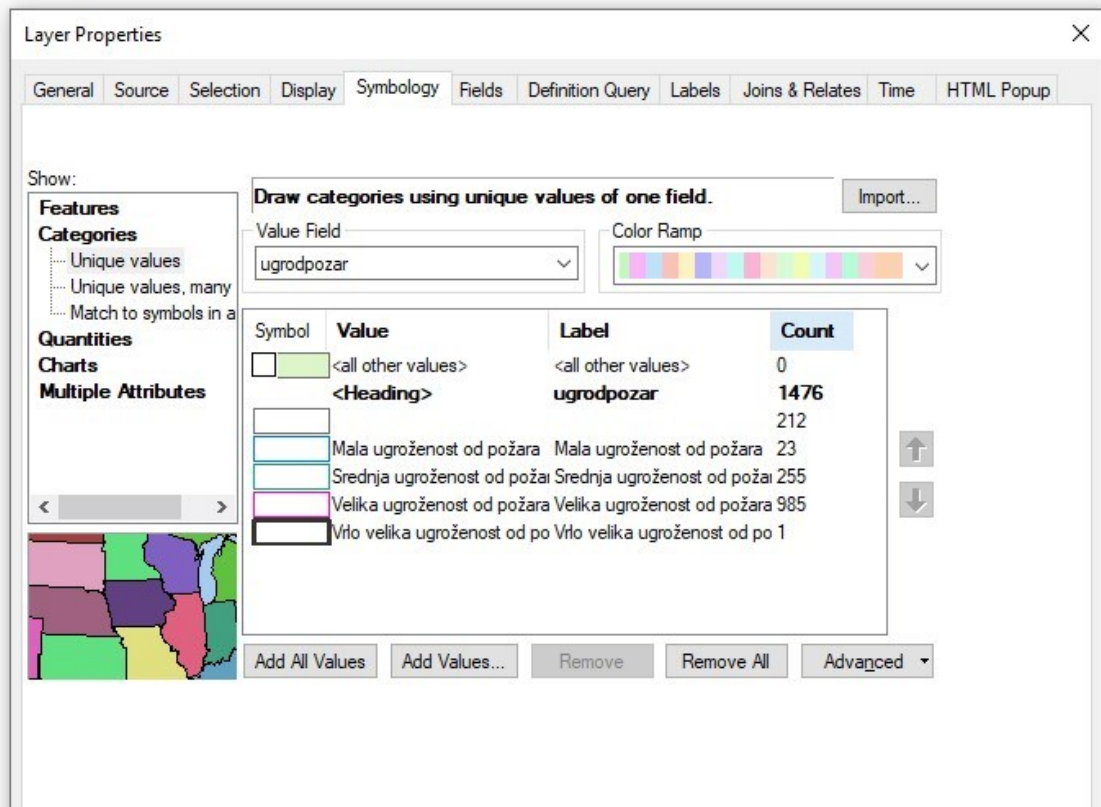 Layer Properties
General Source Selection Display Symbology Fields Definition Query Labels Joins & Relates Time HTML Popup
Show:
Features
Categories
Unique values
Unique values, many
Match to symbols in a
Quantities
Charts
Multiple Attributes
Draw categories using unique values of one field.
Import...
Value Field
ugrodpozar
Color Ramp
Symbol Value Label Count
<all other values> <all other values> 0
<Heading> ugrodpozar 1476
212
Mala ugroženost od požara Mala ugroženost od požara 23
Srednja ugroženost od požar Srednja ugroženost od požar 255
Velika ugroženost od požara Velika ugroženost od požara 985
Vrlo velika ugroženost od po Vrlo velika ugroženost od po 1
Add All Values Add Values... Remove Remove All Advanced